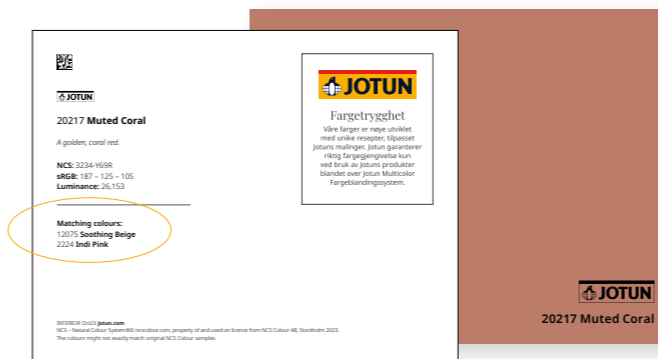 JOTUN
20217 Muted Coral
A golden, coral red.
NCS: 3234-Y69R
sRGB: 187 – 125 – 105
Luminance: 26,153
Matching colours:
12075 Soothing Beige
2224 Indi Pink
INTERIOR Oct23 jotun.com
NCS – Natural Colour System®© ncscolour.com, property of and used on license from NCS Colour AB, Stockholm 2023.
The colours might not exactly match original NCS Colour samples.
JOTUN
Fargetrygghet
Våre farger er nøye utviklet
med unike resepter, tilpasset
Jotuns malinger. Jotun garanterer
riktig fargegjengivelse kun
ved bruk av Jotuns produkter
blandet over Jotun Multicolor
Fargeblandingssystem.
JOTUN
20217 Muted Coral